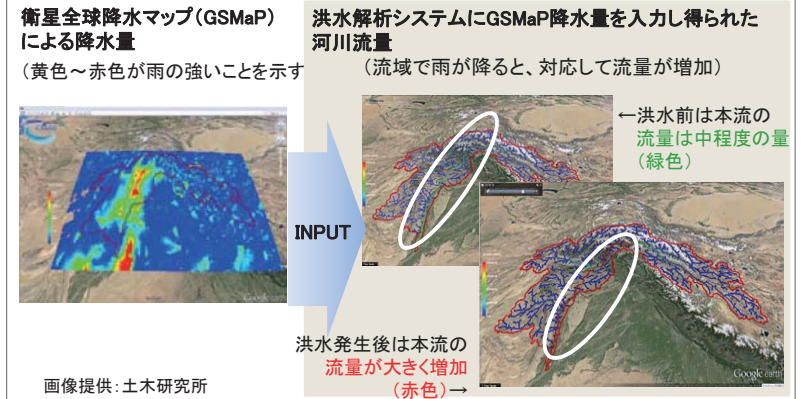 衛星全球降水マップ(GSMaP)
による降水量
(黄色～赤色が雨の強いことを示す
洪水解析システムにGSMaP降水量を入力し得られた
河川流量
(流域で雨が降ると、対応して流量が増加)
←洪水前は本流の
流量は中程度の量
(緑色)
INPUT
洪水発生後は本流の
流量が大きく増加
(赤色)→
Google earth
画像提供：土木研究所